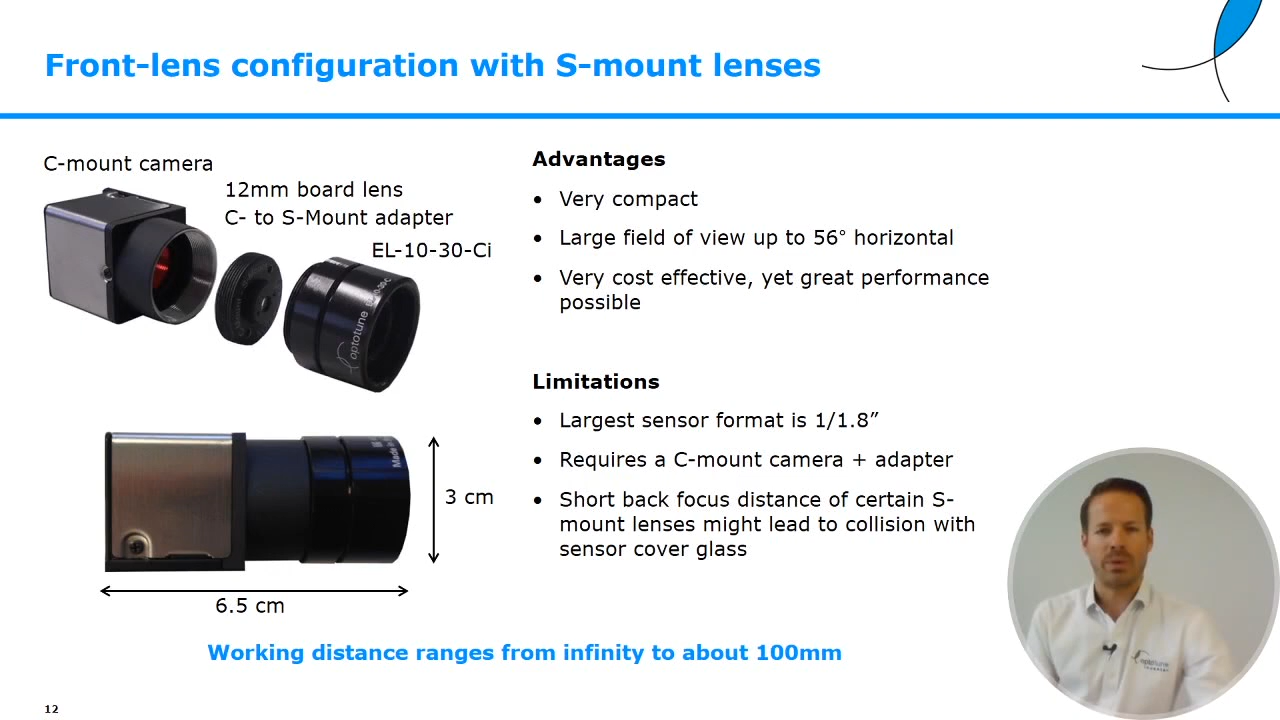 Front-lens configuration with S-mount lenses
C-mount camera
12mm board lens
C- to S-Mount adapter
EL-10-30-Ci
optotune
3 cm
6.5 cm
Advantages
• Very compact
• Large field of view up to 56° horizontal
• Very cost effective, yet great performance
possible
Limitations
• Largest sensor format is 1/1.8”
• Requires a C-mount camera + adapter
• Short back focus distance of certain S-
mount lenses might lead to collision with
sensor cover glass
Working distance ranges from infinity to about 100mm
optotune
12